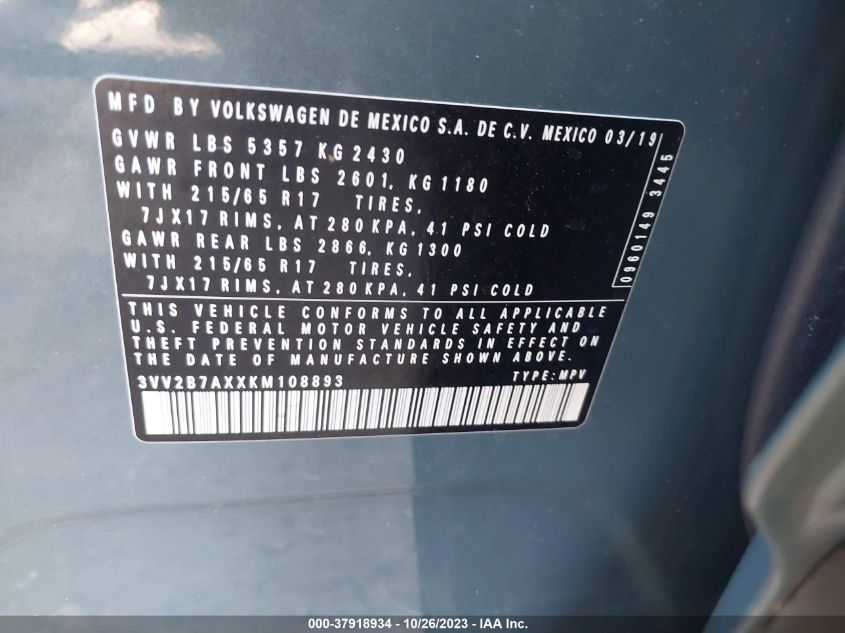 MFD BY VOLKSWAGEN DE MEXICO S.A. DE C.V. MEXICO 03/19
GVWR LBS 5357 KG 2430
GAWR FRONT LBS 2601, KG 1180
WITH 215/65 R17 TIRES,
7JX17 RIMS, AT 280 KPA, 41 PSI COLD
GAWR REAR LBS 2866, KG 1300
WITH 215/65 R17 TIRES,
7JX17 RIMS, AT 280 KPA, 41 PSI COLD
0960149 3445
THIS VEHICLE CONFORMS TO ALL APPLICABLE
U.S. FEDERAL MOTOR VEHICLE SAFETY AND
THEFT PREVENTION STANDARDS IN EFFECT ON
THE DATE OF MANUFACTURE SHOWN ABOVE.
3VV2B7AXXKM108893 TYPE: MPV
000-37918934 - 10/26/2023 - IAA Inc.